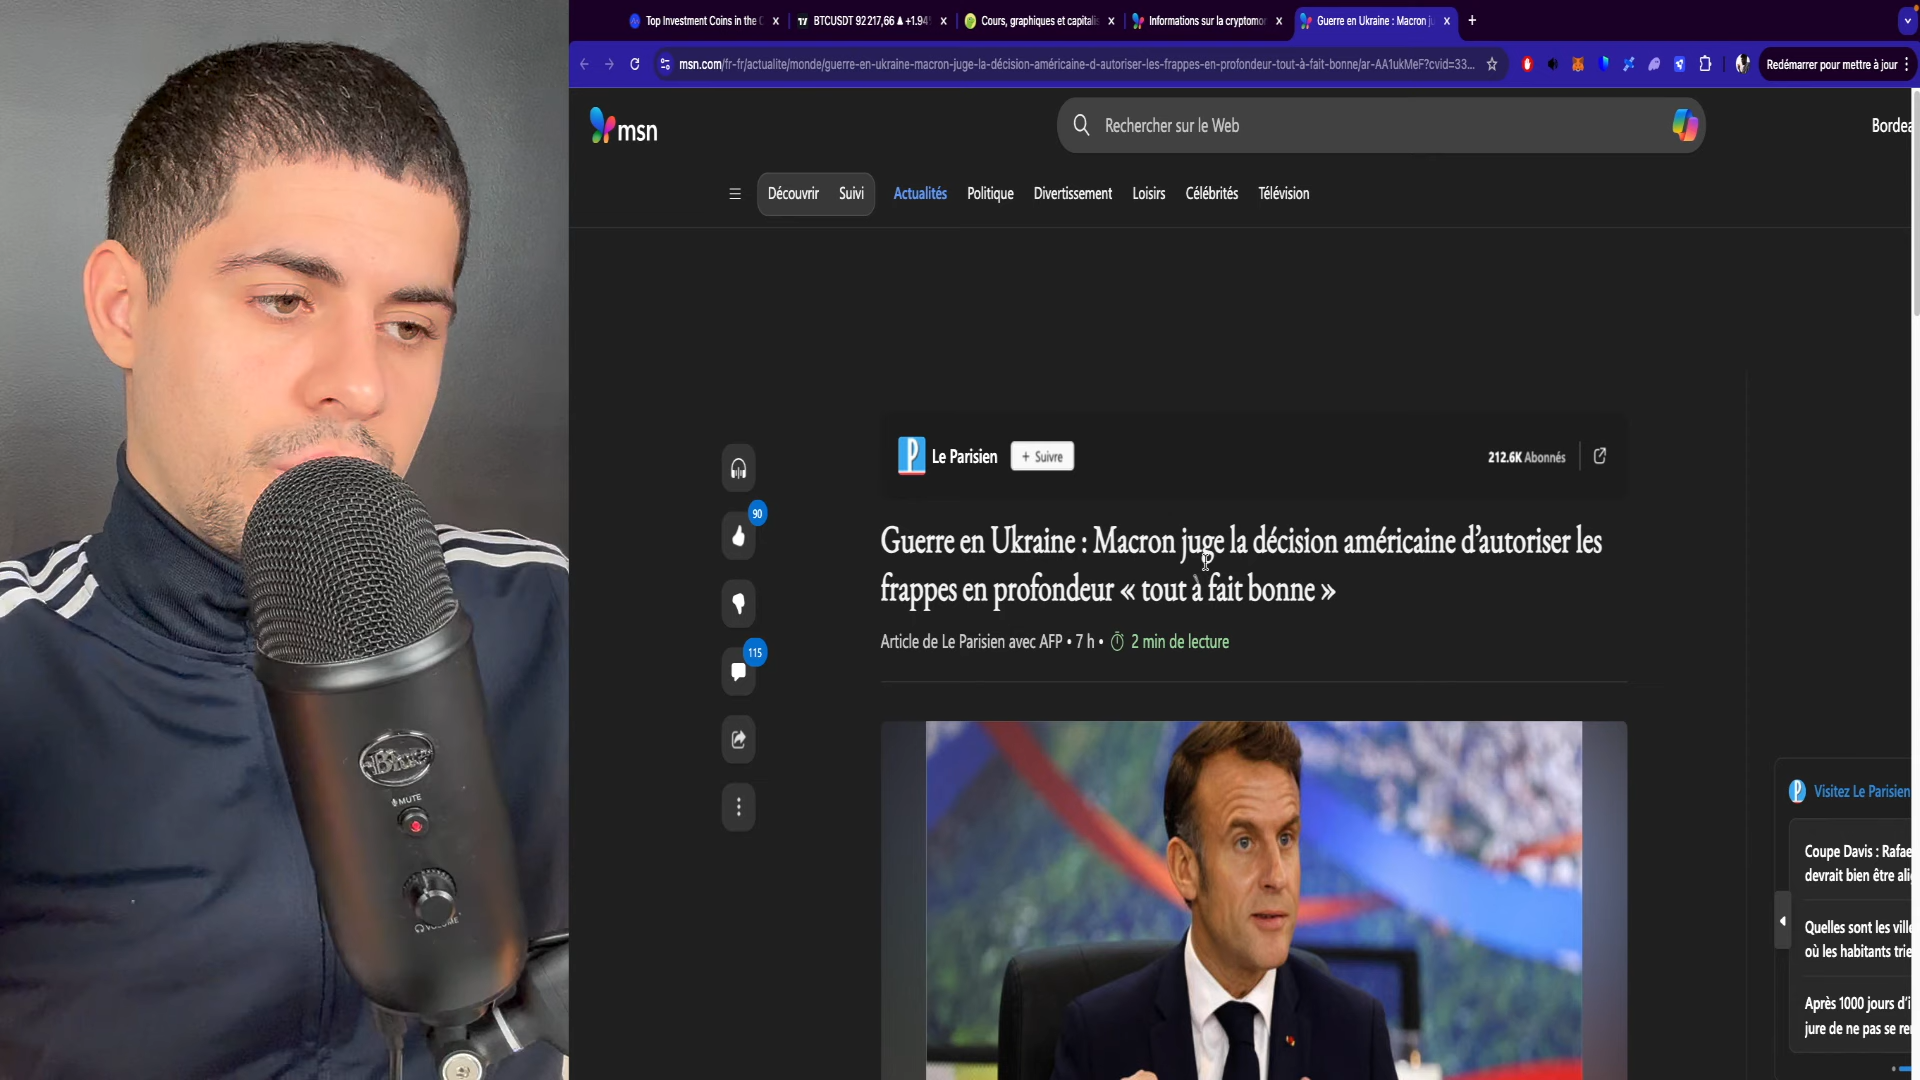 Top Investment Coins in the C
BTCUSDT 92 217,66 ▲ +1.94
Cours, graphiques et capitalis
Informations sur la cryptomor
Guerre en Ukraine : Macron ju
msn.com/fr-fr/actualite/monde/guerre-en-ukraine-macron-juge-la-décision-américaine-d-autoriser-les-frappes-en-profondeur-tout-à-fait-bonne/ar-AA1ukMeF?cvid=33...
Redémarrer pour mettre à jour
msn
Rechercher sur le Web
Bordea
Découvrir
Suivi
Actualités
Politique
Divertissement
Loisirs
Célébrités
Télévision
Le Parisien
+ Suivre
212.6K Abonnés
90
Guerre en Ukraine : Macron juge la décision américaine d'autoriser les
frappes en profondeur « tout à fait bonne »
Article de Le Parisien avec AFP • 7 h • 2 min de lecture
115
Blue
MUTE
VOLUME
Visitez Le Parisien
Coupe Davis : Rafae
devrait bien être ali
Quelles sont les ville
où les habitants trie
Après 1000 jours d'i
jure de ne pas se re